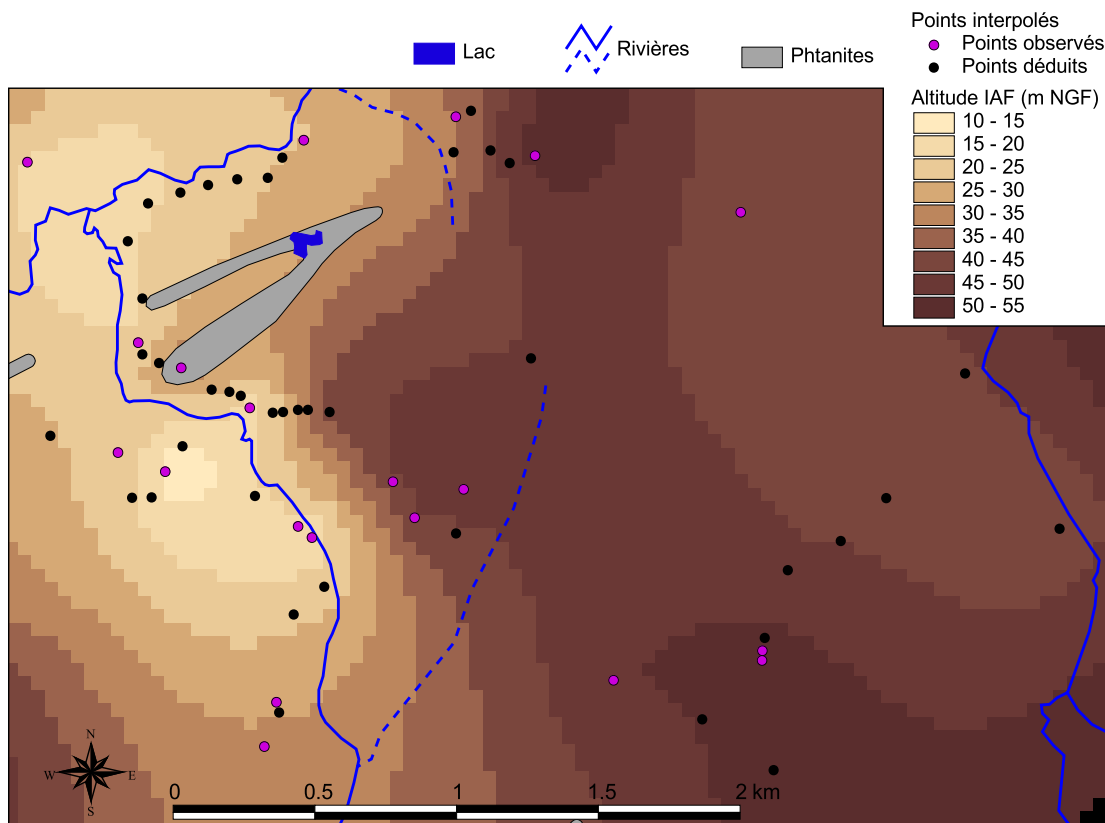 Points interpolés
Lac
Rivières
Phtanites
Points observés
Points déduits
Altitude IAF (m NGF)
10 - 15
15 - 20
20 - 25
25 - 30
30 - 35
35 - 40
40 - 45
45 - 50
50 - 55
N
W
E
S
0
0.5
1
1.5
2 km